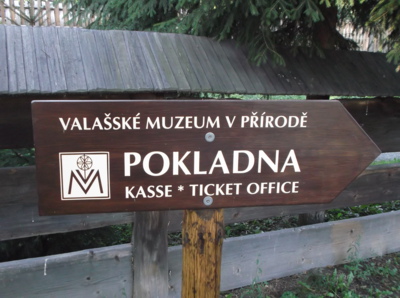 VALAŠSKÉ MUZEUM V PŘÍRODĚ
POKLADNA
KASSE * TICKET OFFICE